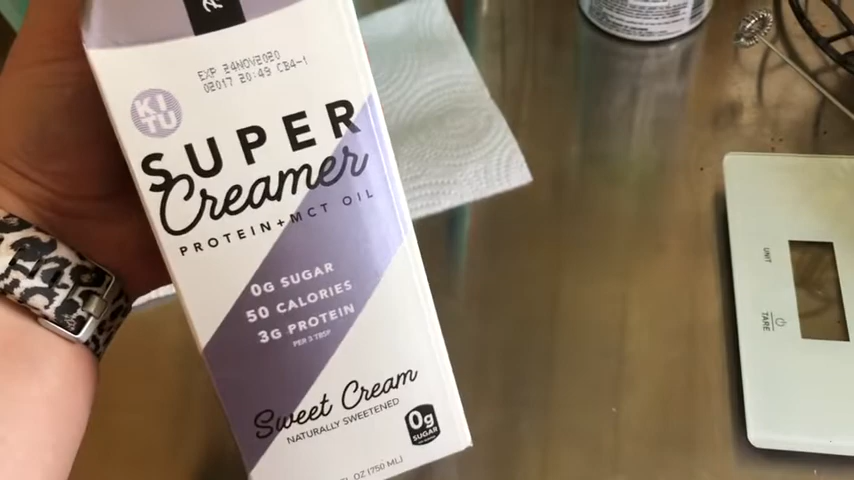 EXP 24NOV2020
02017 20:49 CB4-1
KI
TU
SUPER
Creamer
PROTEIN+MCT OIL
0G SUGAR
50 CALORIES
3G PROTEIN
PER 3 TBSP
Sweet Cream
NATURALLY SWEETENED
0g
SUGAR
OZ (750 ML)
UNIT
TARE